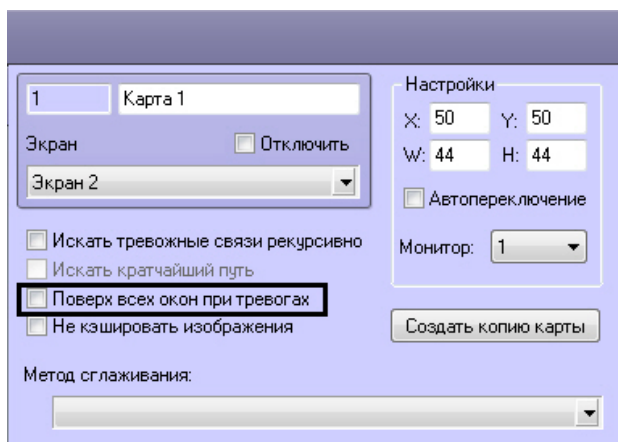 1
Карта 1
Экран
Отключить
Экран 2
Искать тревожные связи рекурсивно
Искать кратчайший путь
Поверх всех окон при тревогах
Не кэшировать изображения
Настройки
X: 50 Y: 50
W: 44 H: 44
Автопереключение
Монитор: 1
Создать копию карты
Метод сглаживания: